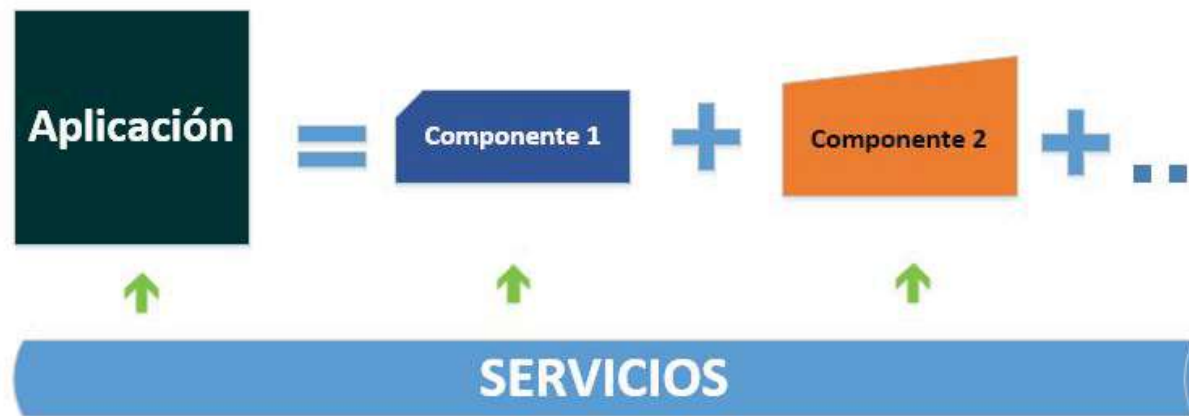 Aplicación
Componente 1
Componente 2
SERVICIOS